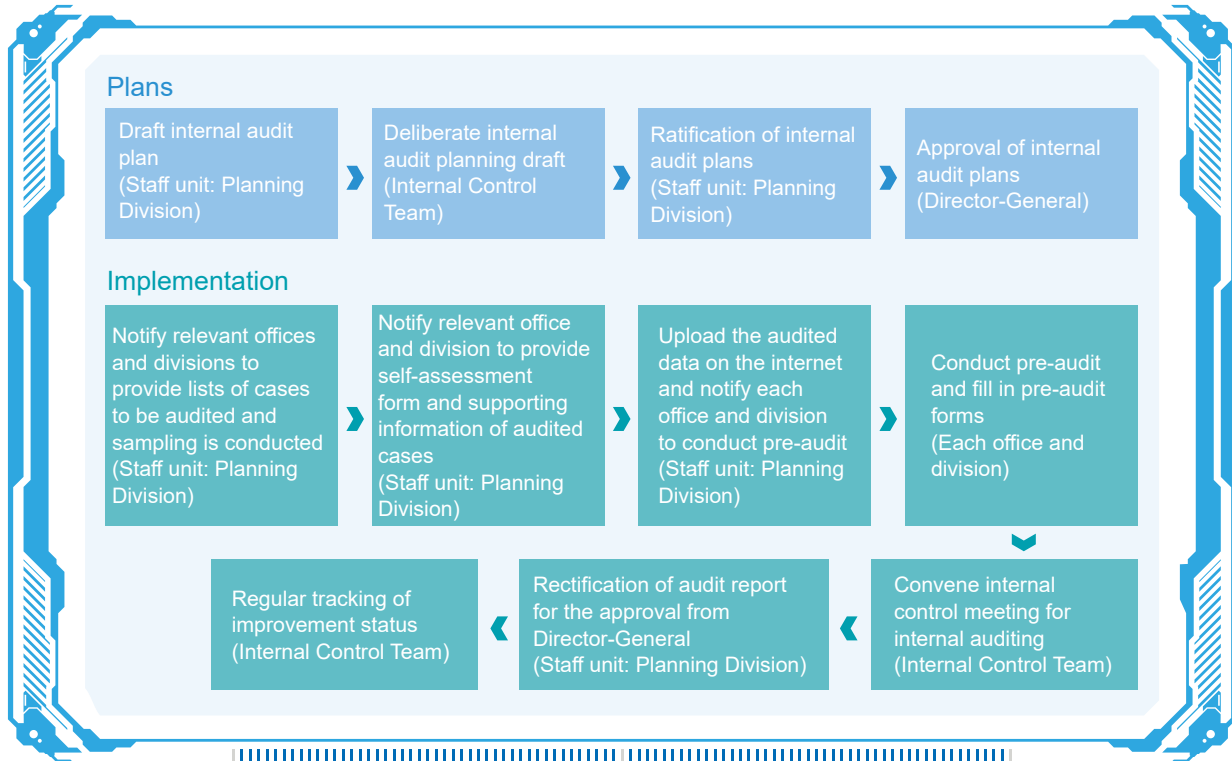 Plans
Draft internal audit
plan
(Staff unit: Planning
Division)
Deliberate internal
audit planning draft
(Internal Control
Team)
Ratification of internal
audit plans
(Staff unit: Planning
Division)
Approval of internal
audit plans
(Director-General)
Implementation
Notify relevant offices
and divisions to
provide lists of cases
to be audited and
sampling is conducted
(Staff unit: Planning
Division)
Notify relevant office
and division to provide
self-assessment
form and supporting
information of audited
cases
(Staff unit: Planning
Division)
Upload the audited
data on the internet
and notify each
office and division
to conduct pre-audit
(Staff unit: Planning
Division)
Conduct pre-audit
and fill in pre-audit
forms
(Each office and
division)
Convene internal
control meeting for
internal auditing
(Internal Control Team)
Rectification of audit report
for the approval from
Director-General
(Staff unit: Planning Division)
Regular tracking of
improvement status
(Internal Control Team)